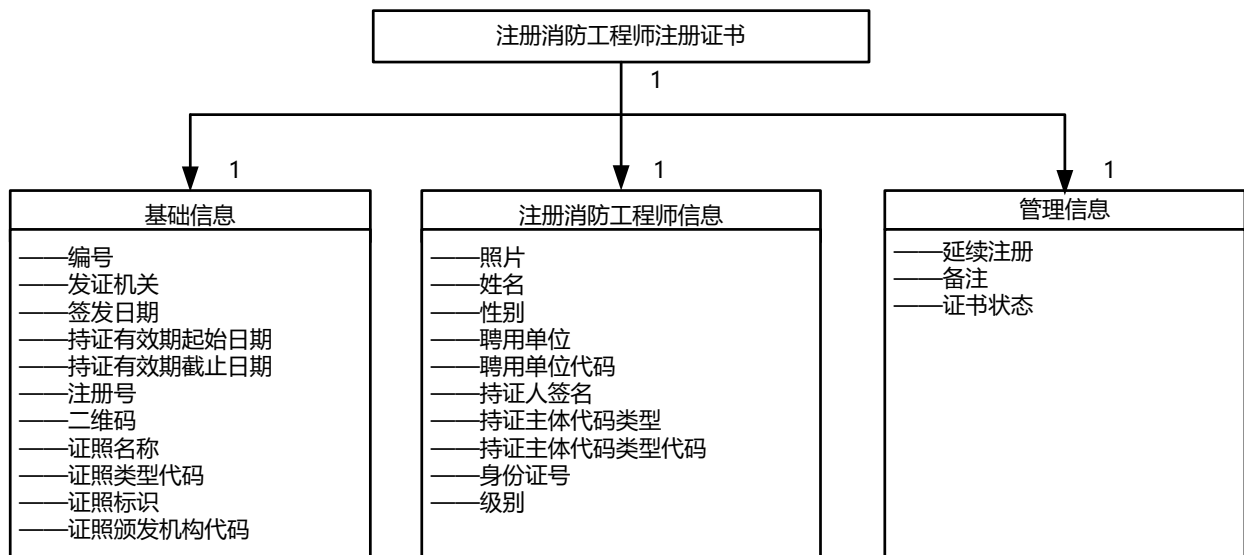 注册消防工程师注册证书
1
1
1
1
基础信息
——编号
——发证机关
——签发日期
——持证有效期起始日期
——持证有效期截止日期
——注册号
——二维码
——证照名称
——证照类型代码
——证照标识
——证照颁发机构代码
注册消防工程师信息
——照片
——姓名
——性别
——聘用单位
——聘用单位代码
——持证人签名
——持证主体代码类型
——持证主体代码类型代码
——身份证号
——级别
管理信息
——延续注册
——备注
——证书状态